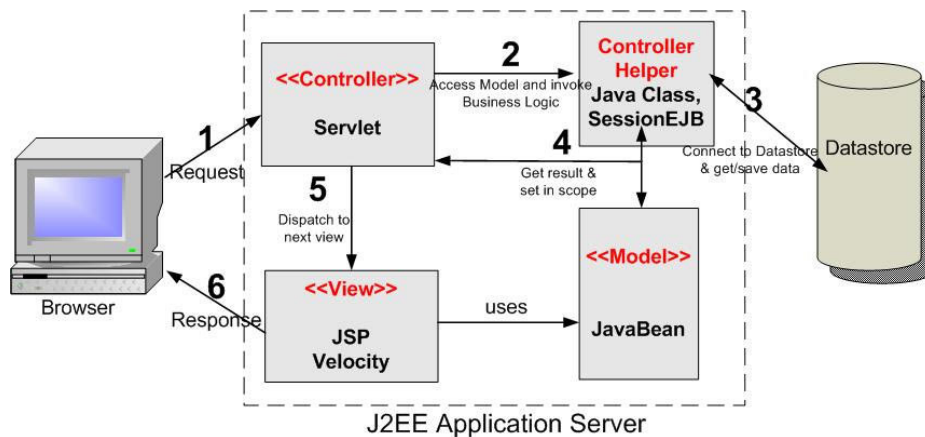 1
Request
<<Controller>>
Servlet
2
Access Model and invoke
Business Logic
Controller
Helper
Java Class,
SessionEJB
3
Connect to Datastore
& get/save data
Datastore
4
Get result &
set in scope
5
Dispatch to
next view
<<Model>>
JavaBean
<<View>>
JSP
Velocity
uses
6
Response
Browser
J2EE Application Server